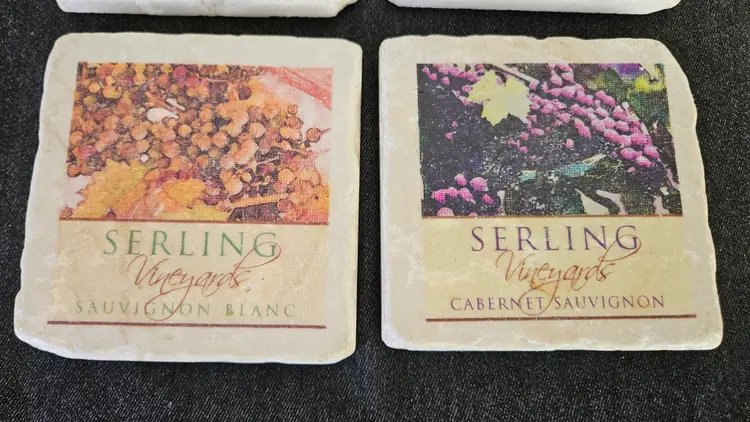 SERLING
Vineyards
SAUVIGNON BLANC
SERLING
Vineyards
CABERNET SAUVIGNON